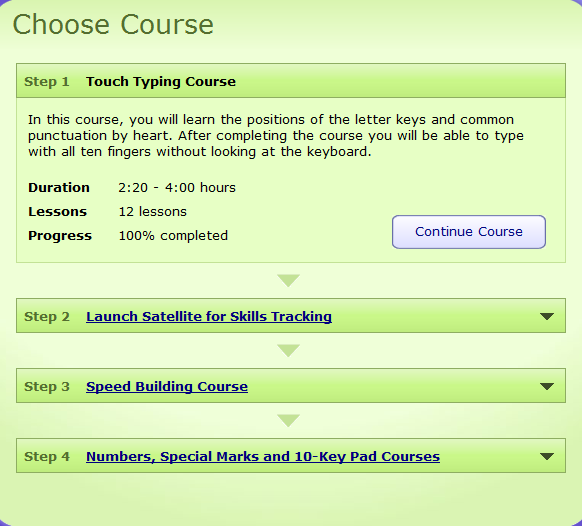 Choose Course
Step 1 Touch Typing Course
In this course, you will learn the positions of the letter keys and common
punctuation by heart. After completing the course you will be able to type
with all ten fingers without looking at the keyboard.
Duration 2:20 - 4:00 hours
Lessons 12 lessons
Progress 100% completed
Continue Course
Step 2 Launch Satellite for Skills Tracking
Step 3 Speed Building Course
Step 4 Numbers, Special Marks and 10-Key Pad Courses